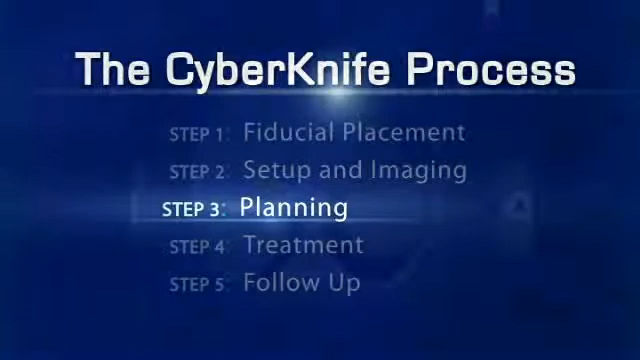 The CyberKnife Process
STEP 1: Fiducial Placement
STEP 2: Setup and Imaging
STEP 3: Planning
STEP 4: Treatment
STEP 5: Follow Up